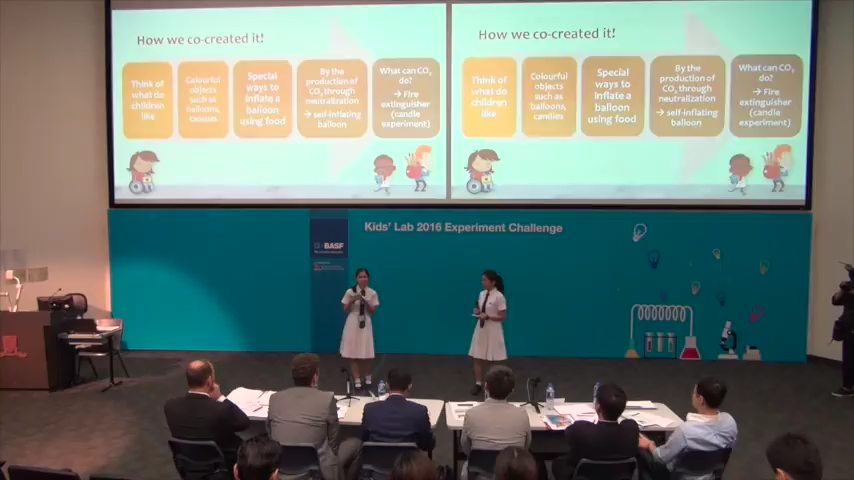 How we co-created it!
Think of
what do
children
like
Colourful
objects
such as
balloons,
candies
Special
ways to
inflate a
balloon
using food
By the
production of
CO₂ through
neutralization
→ self-inflating
balloon
What can CO₂
do?
→ Fire
extinguisher
(candle
experiment)
How we co-created it!
Think of
what do
children
like
Colourful
objects
such as
balloons,
candies
Special
ways to
inflate a
balloon
using food
By the
production of
CO₂ through
neutralization
→ self-inflating
balloon
What can CO₂
do?
→ Fire
extinguisher
(candle
experiment)
Kids' Lab 2016 Experiment Challenge
BASF